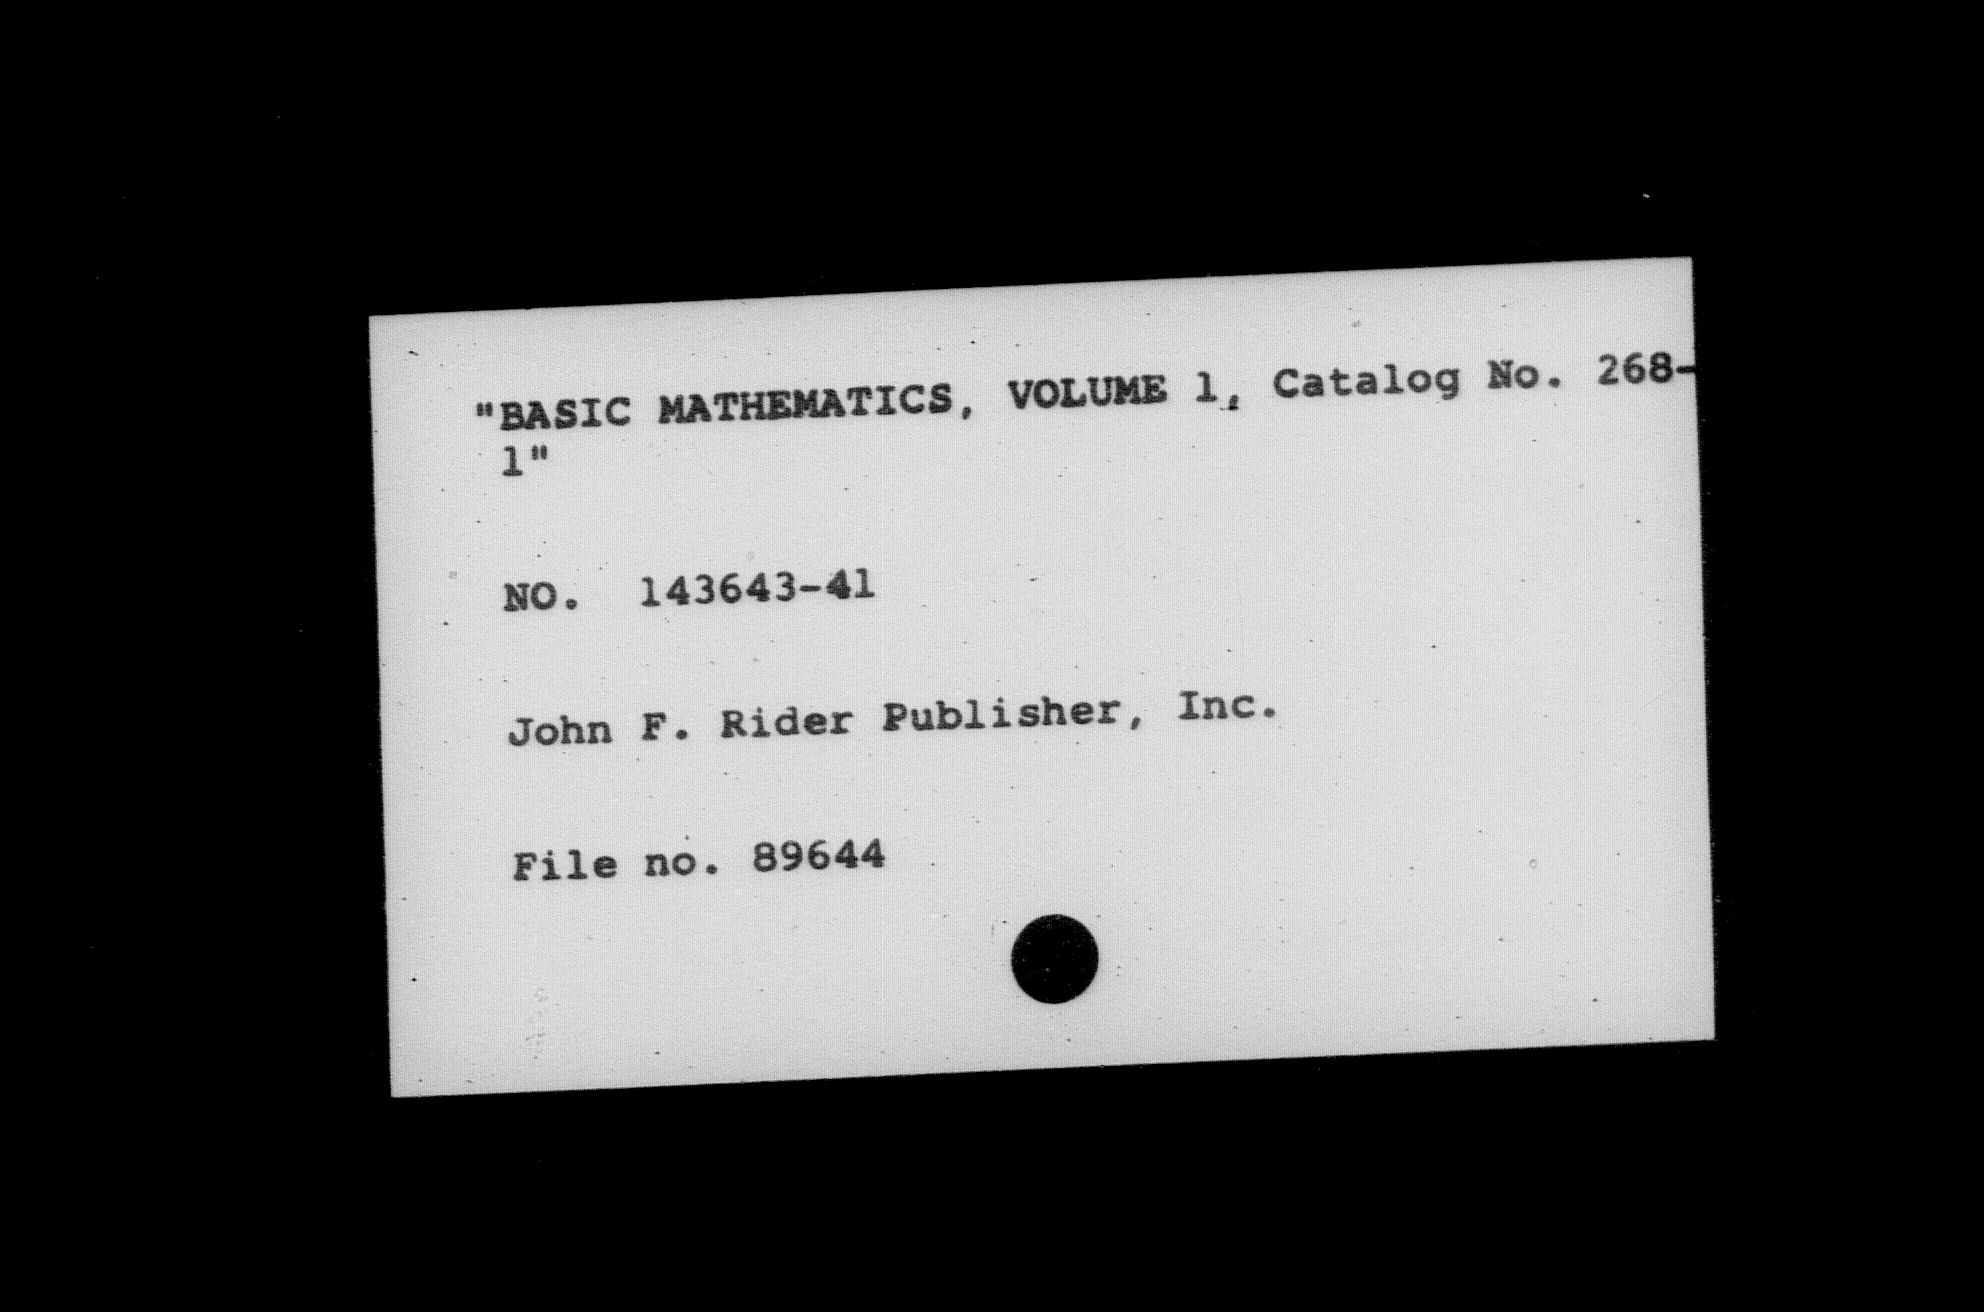 "BASIC MATHEMATICS, VOLUME 1, Catalog No. 268-
1"
NO. 143643-41
John F. Rider Publisher, Inc.
File no. 89644